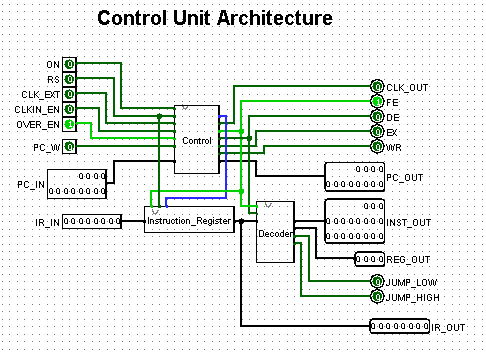 Control Unit Architecture
ON
RS
CLK_EXT
CLKIN_EN
OVER_EN
PC_W
PC_IN
IR_IN
Control
Instruction_Register
Decoder
CLK_OUT
FE
DE
EX
WR
PC_OUT
INST_OUT
REG_OUT
JUMP_LOW
JUMP_HIGH
IR_OUT